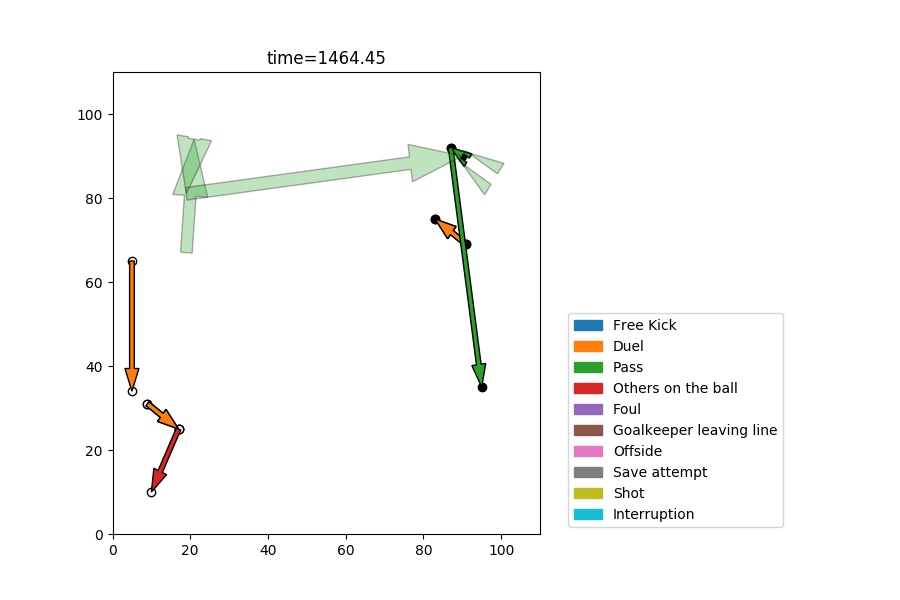 time=1464.45
100
80
60
40
20
0
0 20 40 60 80 100
Free Kick
Duel
Pass
Others on the ball
Foul
Goalkeeper leaving line
Offside
Save attempt
Shot
Interruption